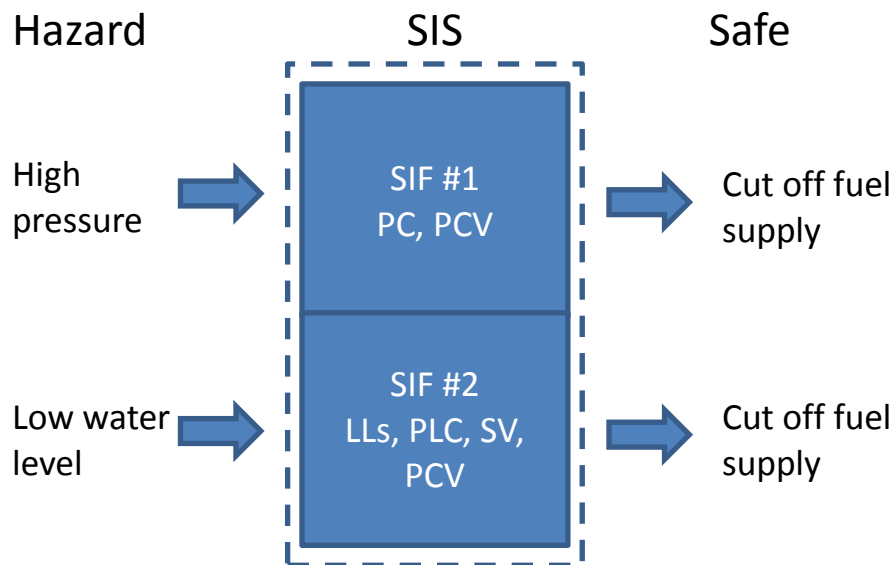 Hazard
SIS
Safe
High
pressure
SIF #1
PC, PCV
Cut off fuel
supply
Low water
level
SIF #2
LLs, PLC, SV,
PCV
Cut off fuel
supply